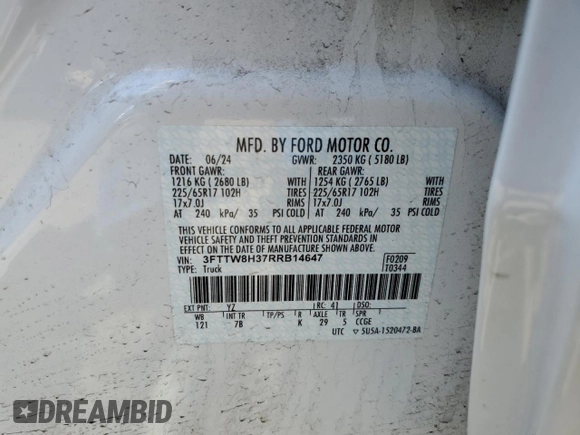 MFD. BY FORD MOTOR CO.
DATE: 06/24 GVWR: 2350 KG ( 5180 LB)
FRONT GAWR: REAR GAWR:
1216 KG ( 2680 LB) WITH 1254 KG ( 2765 LB) WITH
225/65R17 102H TIRES 225/65R17 102H TIRES
17x7.0J RIMS 17x7.0J RIMS
AT 240 kPa/ 35 PSI COLD AT 240 kPa/ 35 PSI COLD
THIS VEHICLE CONFORMS TO ALL APPLICABLE FEDERAL MOTOR
VEHICLE SAFETY AND THEFT PREVENTION STANDARDS IN
EFFECT ON THE DATE OF MANUFACTURE SHOWN ABOVE.
VIN: 3FTTW8H37RRB14647 F0209
TYPE: Truck T0344
EXT PNT: YZ RC: 41 DSO:
WB INT TR TP/PS R AXLE TR SPR
121 7B K 29 5 CCGE
UTC ▽ 5U5A-1520472-BA
DREAMBID